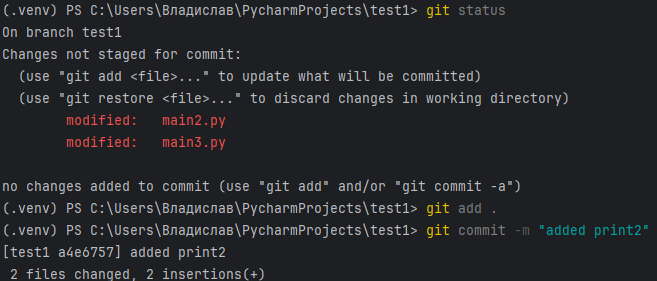 (.venv) PS C:\Users\Владислав\PycharmProjects\test1> git status
On branch test1
Changes not staged for commit:
  (use "git add <file>..." to update what will be committed)
  (use "git restore <file>..." to discard changes in working directory)
        modified:   main2.py
        modified:   main3.py

no changes added to commit (use "git add" and/or "git commit -a")
(.venv) PS C:\Users\Владислав\PycharmProjects\test1> git add .
(.venv) PS C:\Users\Владислав\PycharmProjects\test1> git commit -m "added print2"
[test1 a4e6757] added print2
 2 files changed, 2 insertions(+)